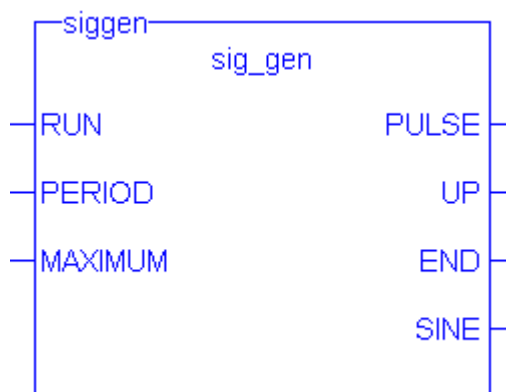 siggen
sig_gen
RUN PULSE
PERIOD UP
MAXIMUM END
SINE